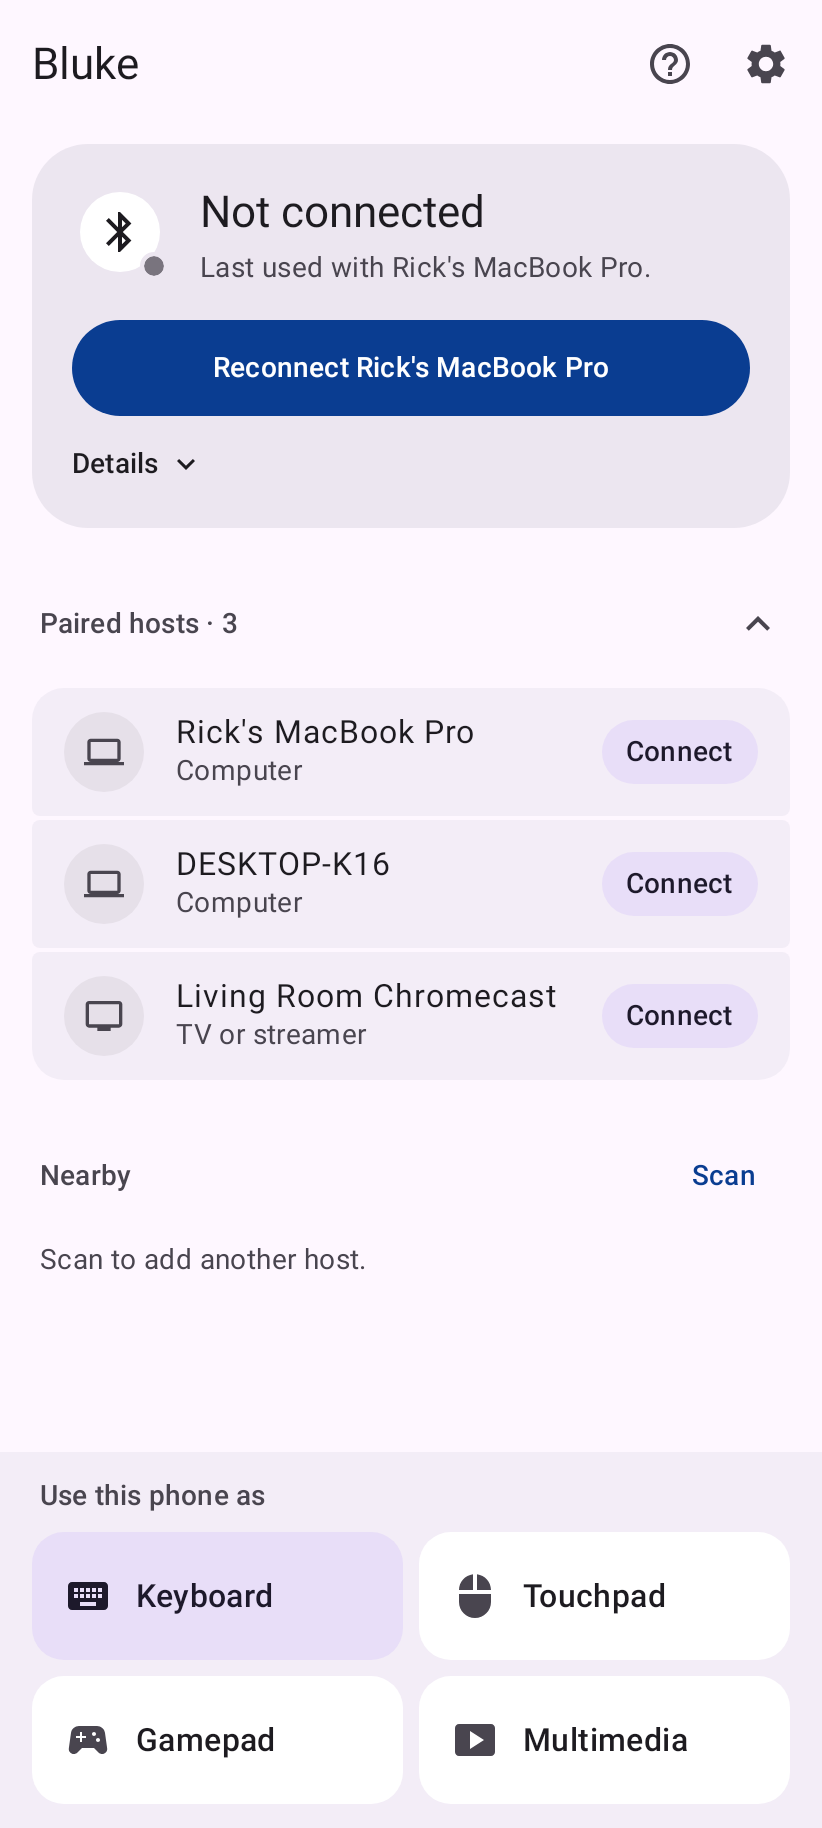 Bluke
Not connected
Last used with Rick's MacBook Pro.
Reconnect Rick's MacBook Pro
Details
Paired hosts · 3
Rick's MacBook Pro
Computer
Connect
DESKTOP-K16
Computer
Connect
Living Room Chromecast
TV or streamer
Connect
Nearby
Scan
Scan to add another host.
Use this phone as
Keyboard
Touchpad
Gamepad
Multimedia